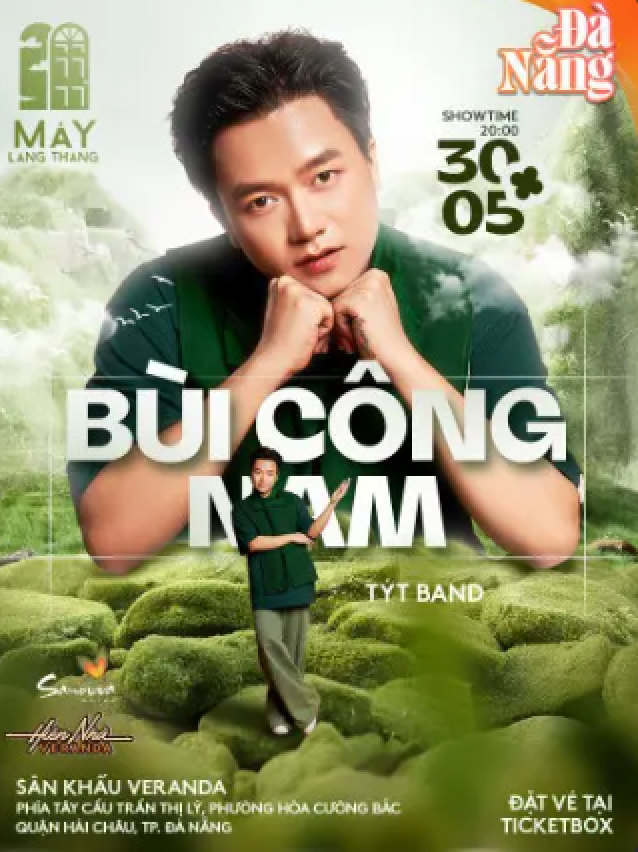 Đà
Nẵng
MÂY
LANG THANG
SHOWTIME
20:00
30
05
BÙI CÔNG
NAM
TÝT BAND
Hiên Nhà
VERANDA
SÂN KHẤU VERANDA
PHÍA TÂY CẦU TRẦN THỊ LÝ, PHƯỜNG HÒA CƯỜNG BẮC
QUẬN HẢI CHÂU, TP. ĐÀ NẴNG
ĐẶT VÉ TẠI
TICKETBOX